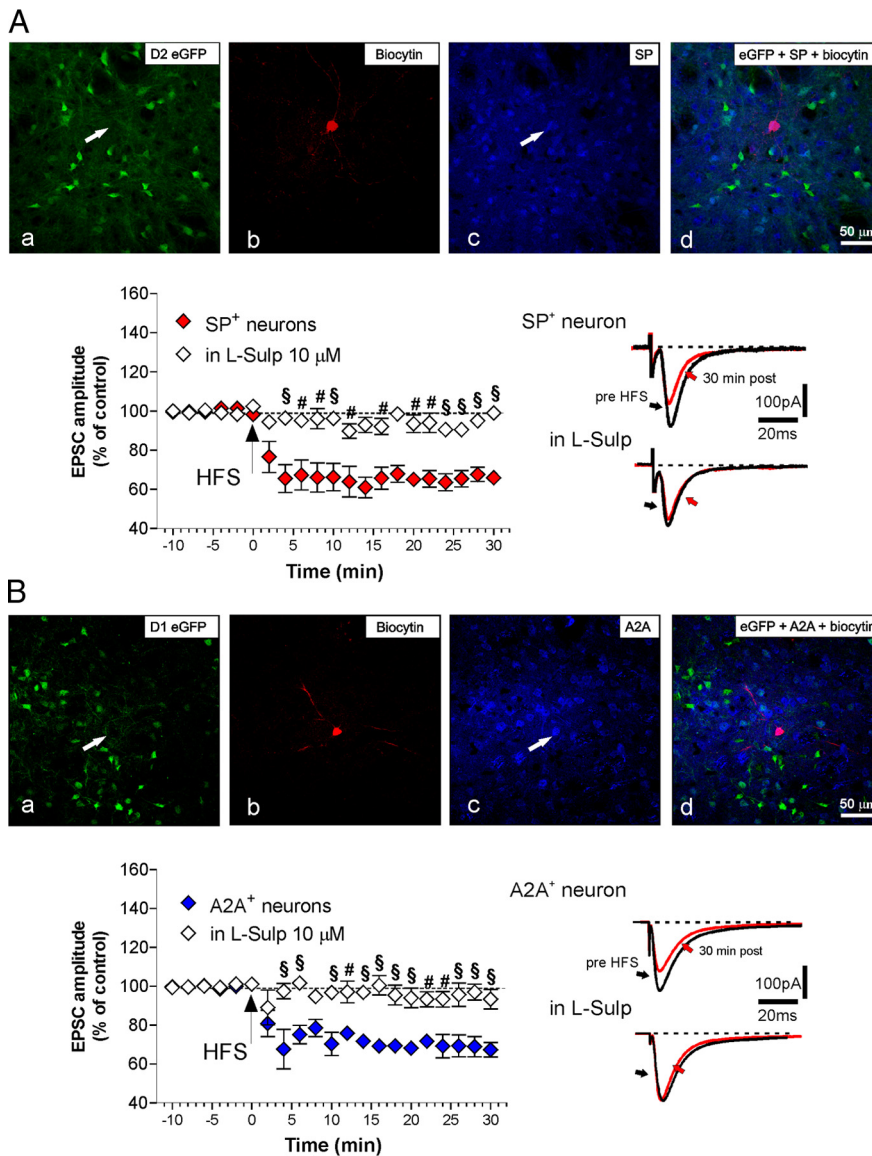 A
D2 eGFP
Biocytin
SP
eGFP + SP + biocytin
a
b
c
d
50 µm
160
140
120
100
80
60
40
EPSC amplitude
(% of control)
SP⁺ neurons
in L-Sulp 10 µM
§ # # § # # # # § § § §
HFS
-10 -5 0 5 10 15 20 25 30
Time (min)
SP⁺ neuron
pre HFS
30 min post
100pA
20ms
in L-Sulp
B
D1 eGFP
Biocytin
A2A
eGFP + A2A + biocytin
a
b
c
d
50 µm
160
140
120
100
80
60
40
EPSC amplitude
(% of control)
A2A⁺ neurons
in L-Sulp 10 µM
§ § § # § § § § # # § § §
HFS
-10 -5 0 5 10 15 20 25 30
Time (min)
A2A⁺ neuron
pre HFS
30 min post
100pA
20ms
in L-Sulp